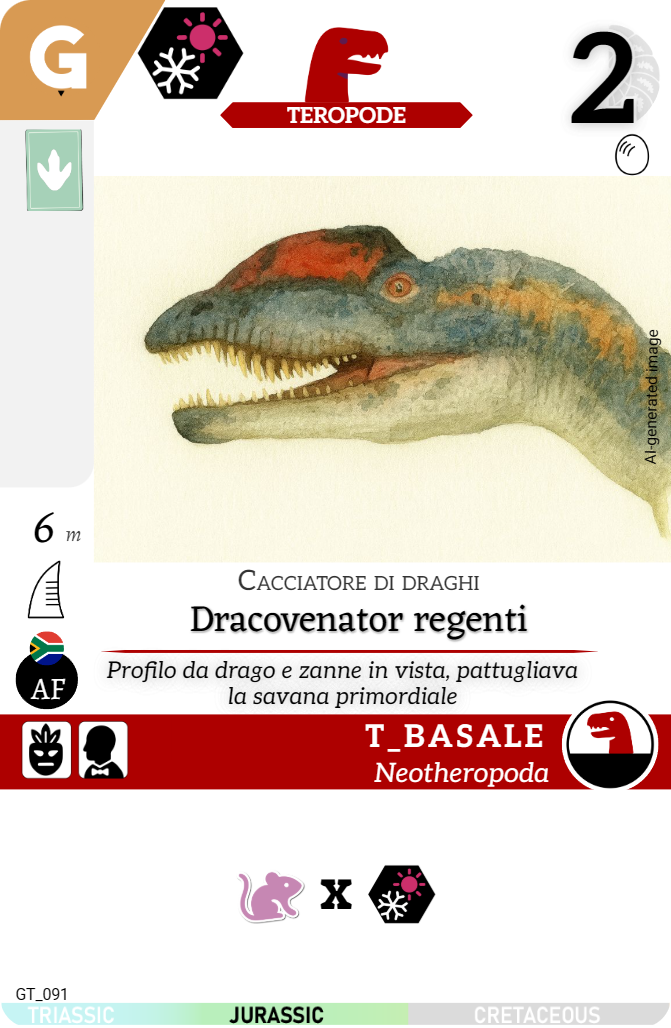 G
TEROPODE
2
AI-generated image
6 m
CACCIATORE DI DRAGHI
Dracovenator regenti
AF
Profilo da drago e zanne in vista, pattugliava
la savana primordiale
T_BASALE
Neotheropoda
X
GT_091
TRIASSIC JURASSIC CRETACEOUS